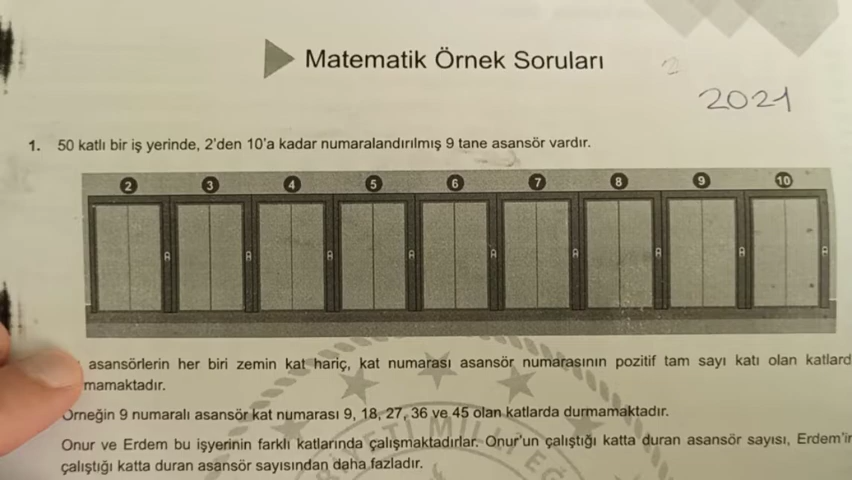 Matematik Örnek Soruları
2021
1. 50 katlı bir iş yerinde, 2'den 10'a kadar numaralandırılmış 9 tane asansör vardır.
2 3 4 5 6 7 8 9 10
asansörlerin her biri zemin kat hariç, kat numarası asansör numarasının pozitif tam sayı katı olan katlard
mamaktadır.
Örneğin 9 numaralı asansör kat numarası 9, 18, 27, 36 ve 45 olan katlarda durmamaktadır.
Onur ve Erdem bu işyerinin farklı katlarında çalışmaktadırlar. Onur'un çalıştığı katta duran asansör sayısı, Erdem'in
çalıştığı katta duran asansör sayısından daha fazladır.